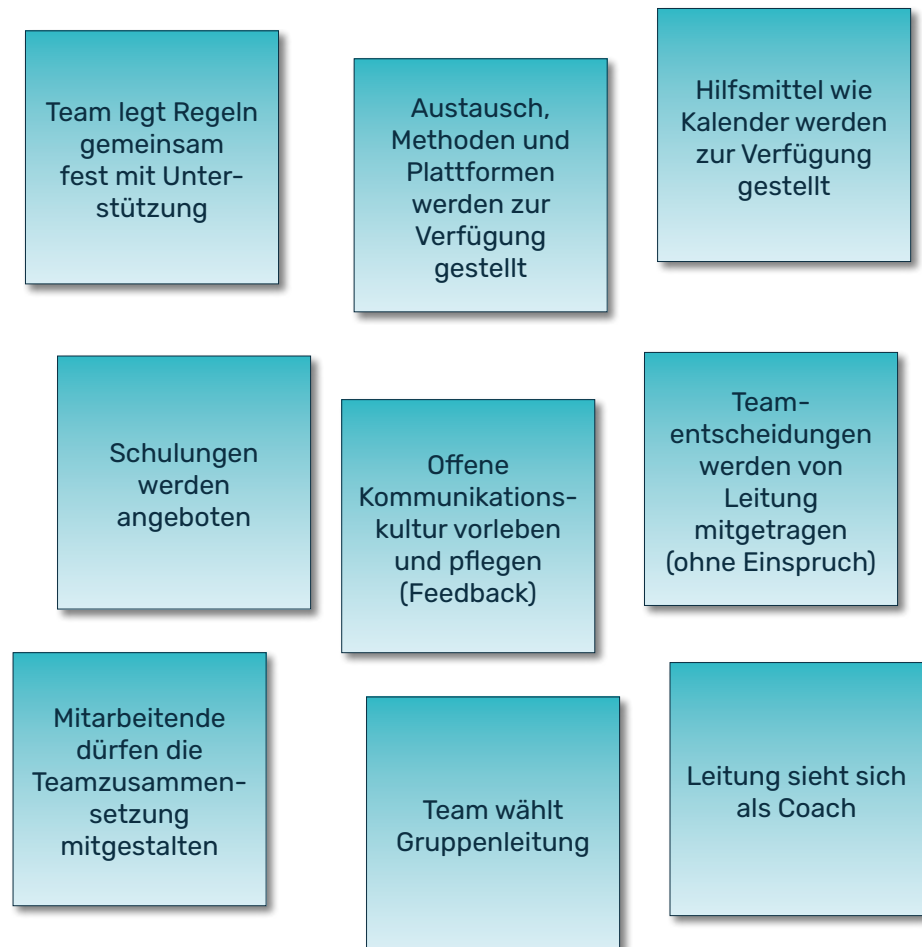 Team legt Regeln
gemeinsam
fest mit Unter-
stützung
Austausch,
Methoden und
Plattformen
werden zur
Verfügung
gestellt
Hilfsmittel wie
Kalender werden
zur Verfügung
gestellt
Schulungen
werden
angeboten
Offene
Kommunikations-
kultur vorleben
und pflegen
(Feedback)
Team-
entscheidungen
werden von
Leitung
mitgetragen
(ohne Einspruch)
Mitarbeitende
dürfen die
Teamzusammen-
setzung
mitgestalten
Team wählt
Gruppenleitung
Leitung sieht sich
als Coach